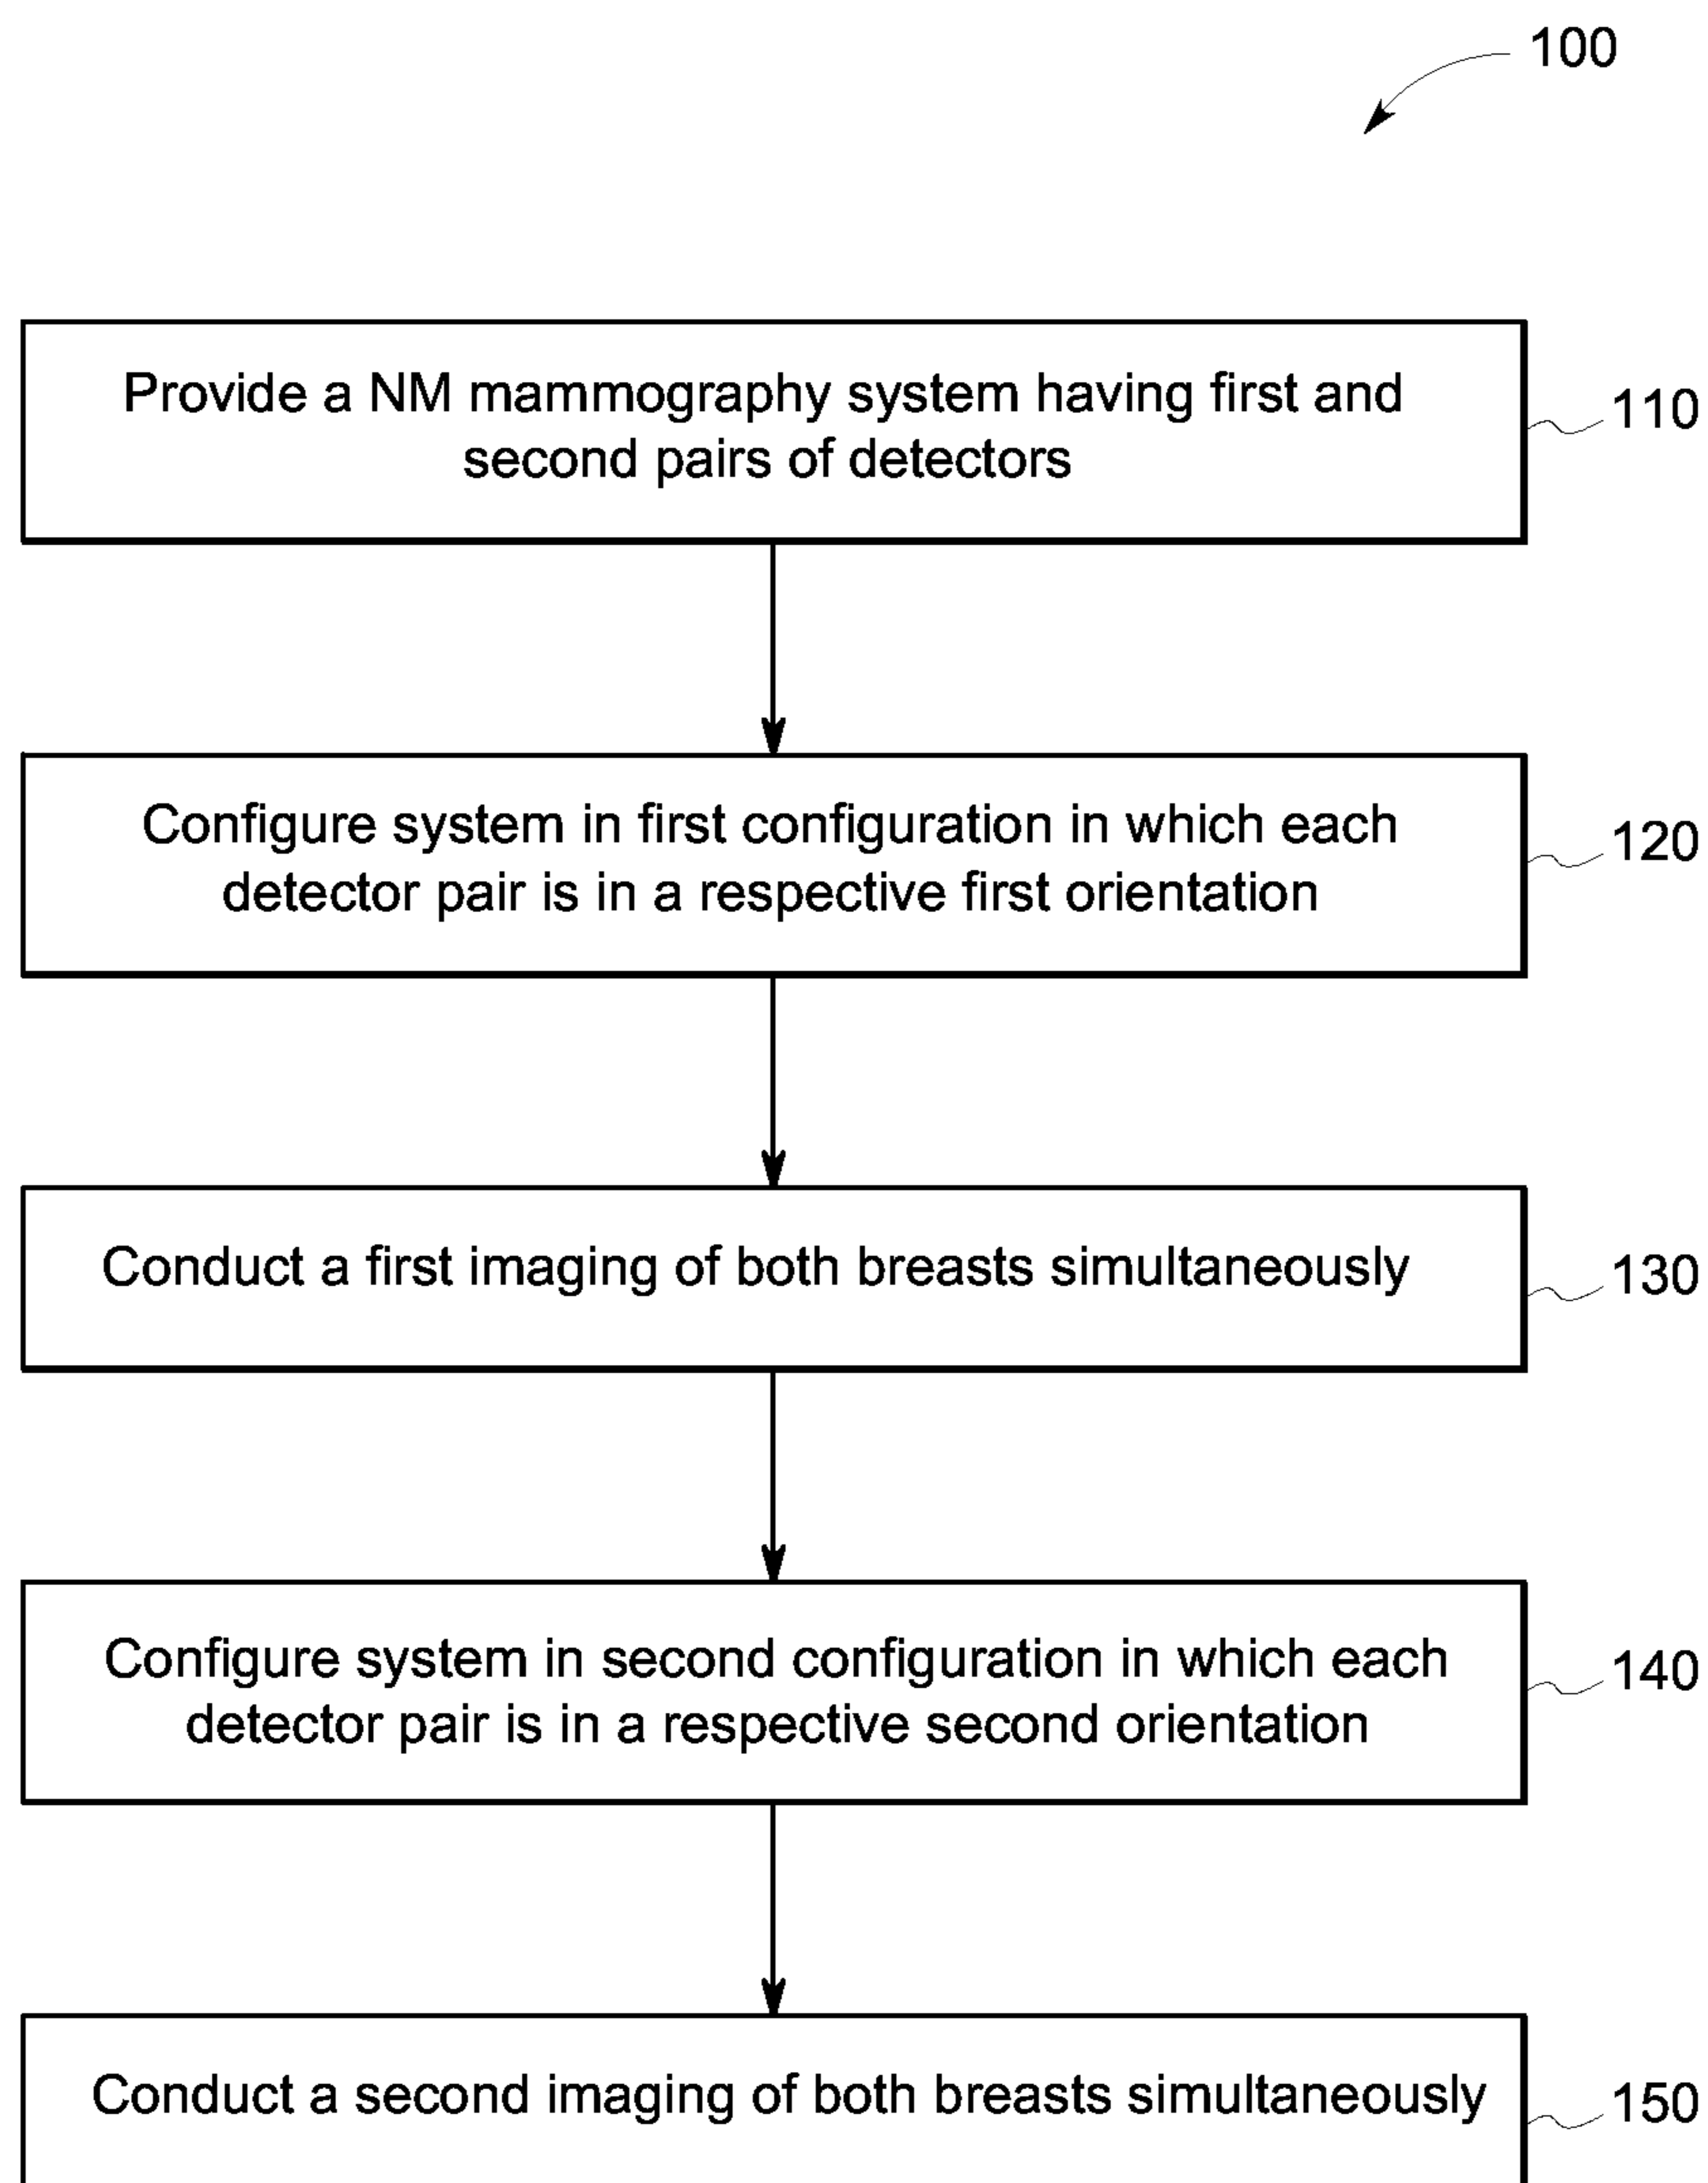 100
Provide a NM mammography system having first and
second pairs of detectors
110
Configure system in first configuration in which each
detector pair is in a respective first orientation
120
Conduct a first imaging of both breasts simultaneously
130
Configure system in second configuration in which each
detector pair is in a respective second orientation
140
Conduct a second imaging of both breasts simultaneously
150